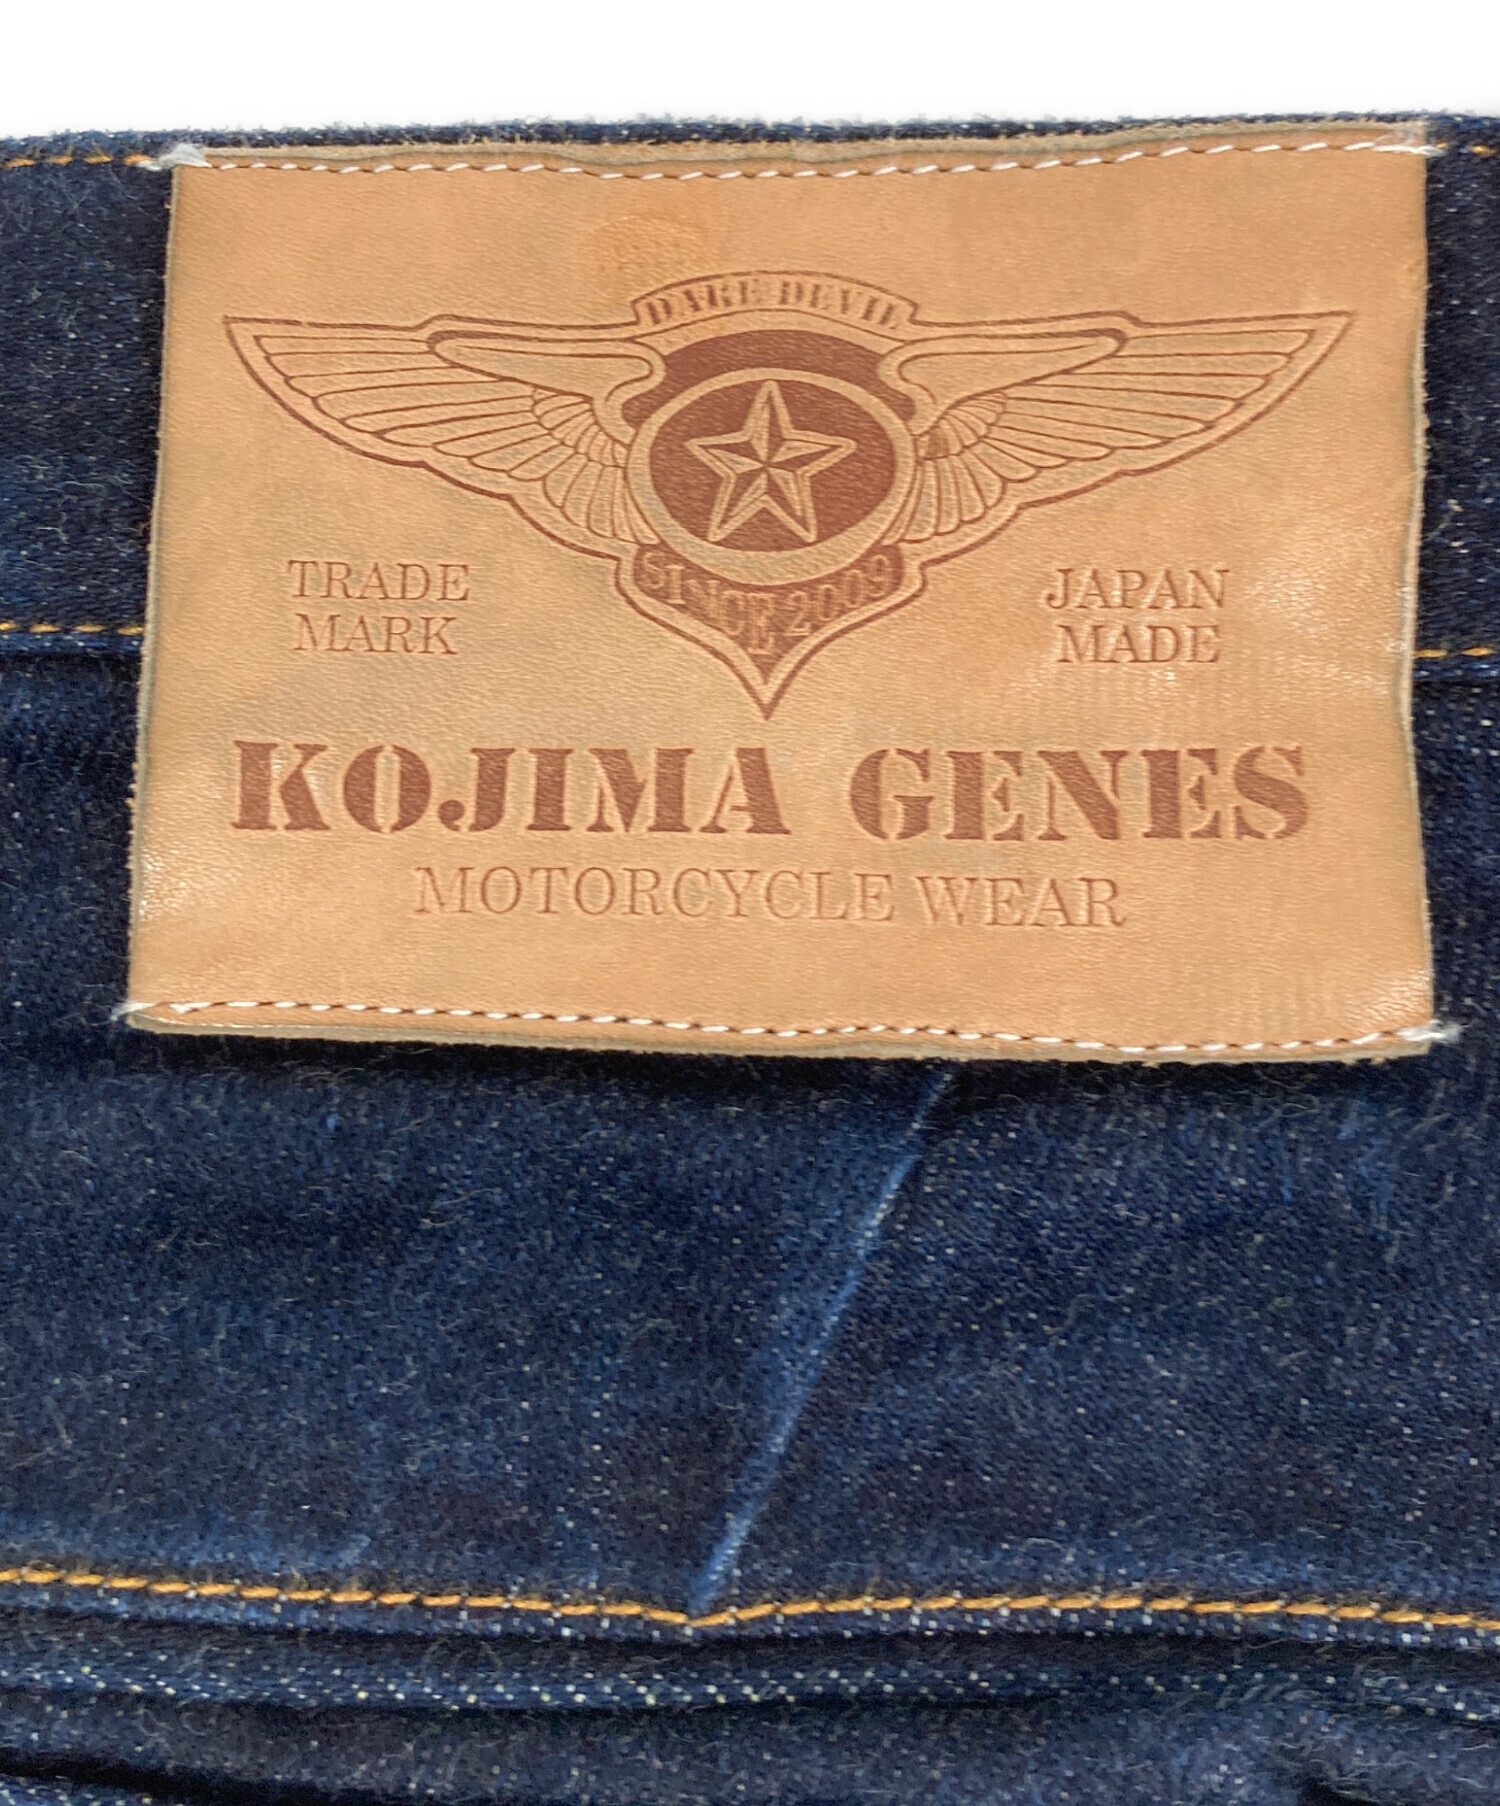 DARE DEVIL
SINCE 2009
TRADE
MARK
JAPAN
MADE
KOJIMA GENES
MOTORCYCLE WEAR